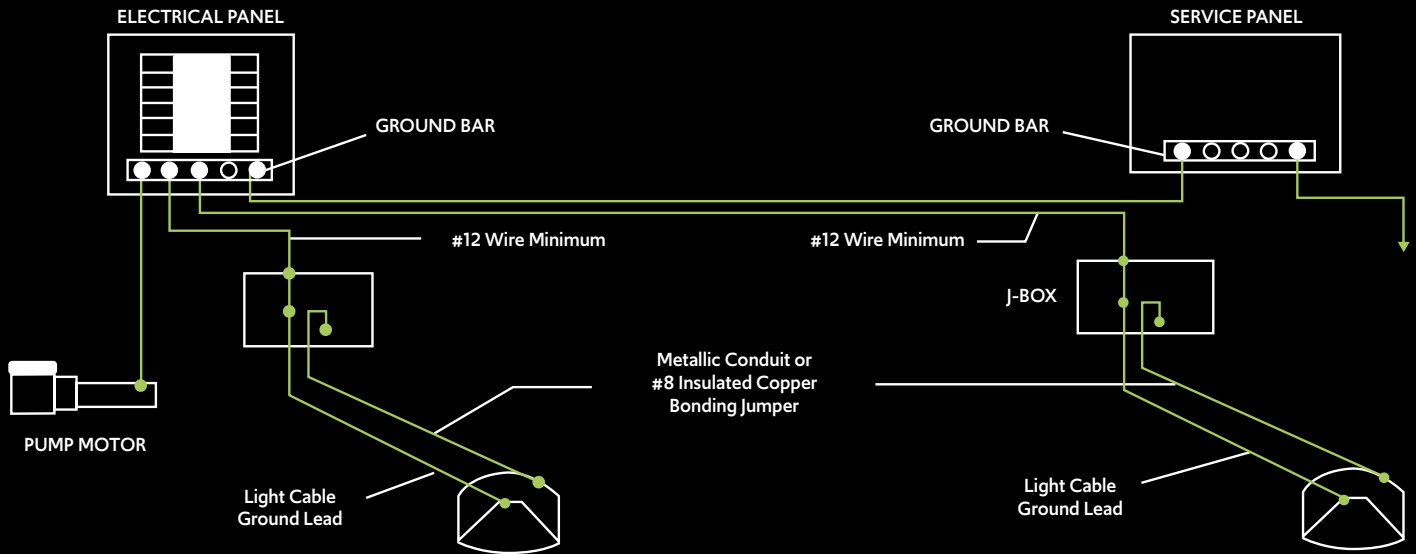 ELECTRICAL PANEL
SERVICE PANEL
GROUND BAR
GROUND BAR
#12 Wire Minimum
#12 Wire Minimum
J-BOX
Metallic Conduit or
#8 Insulated Copper
Bonding Jumper
PUMP MOTOR
Light Cable
Ground Lead
Light Cable
Ground Lead